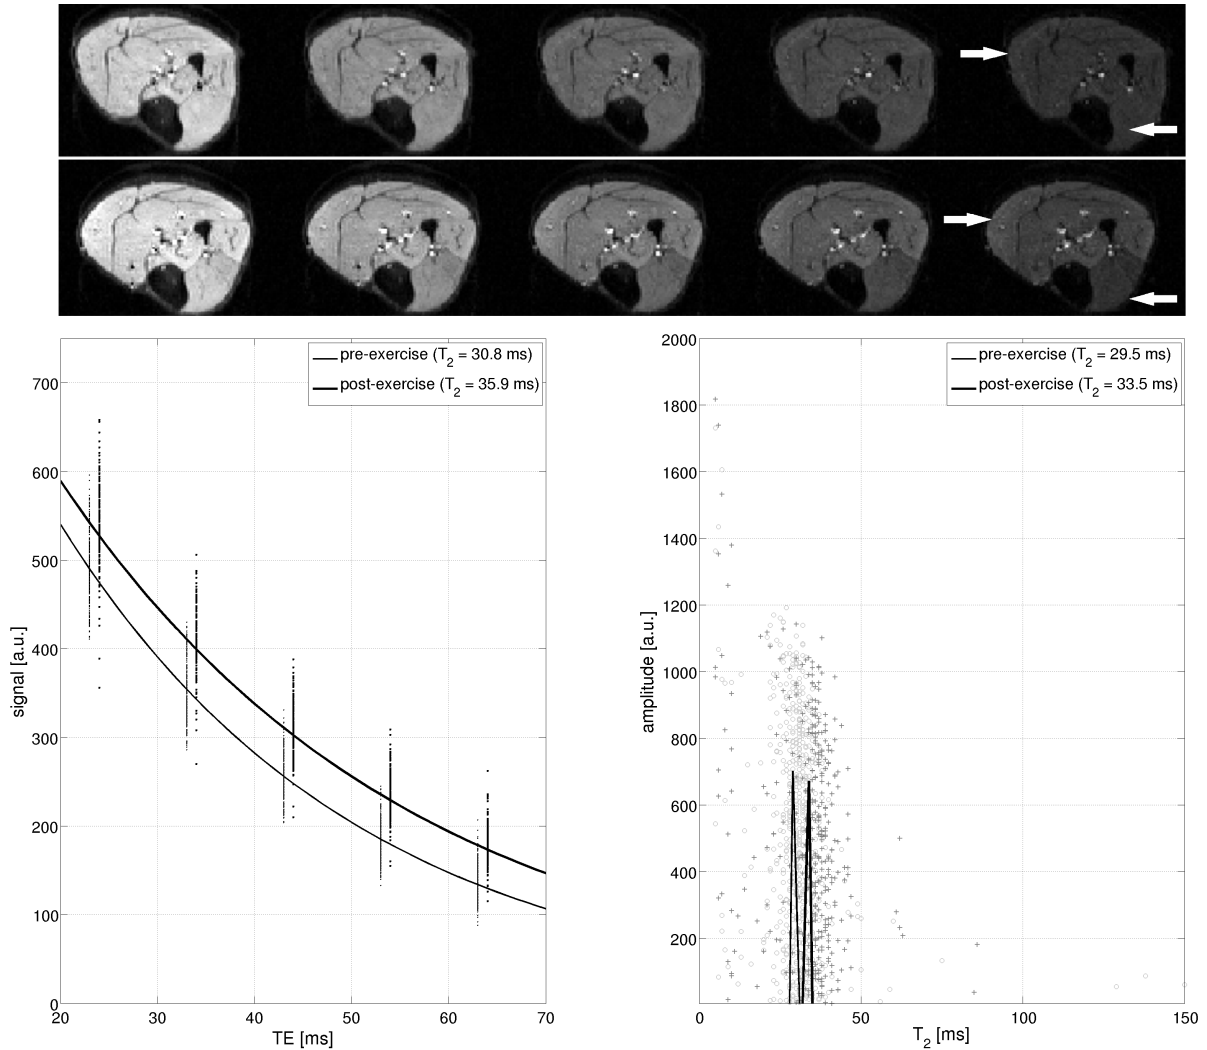 pre-exercise (T2 = 30.8 ms)
post-exercise (T2 = 35.9 ms)
700
600
500
400
300
200
100
0
signal [a.u.]
20 30 40 50 60 70
TE [ms]
pre-exercise (T2 = 29.5 ms)
post-exercise (T2 = 33.5 ms)
2000
1800
1600
1400
1200
1000
800
600
400
200
amplitude [a.u.]
0 50 100 150
T2 [ms]